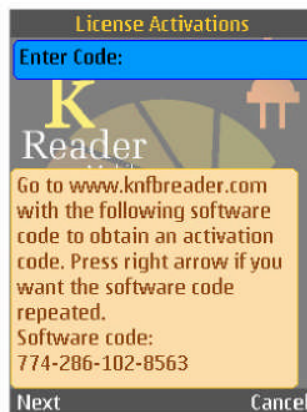 License Activations
Enter Code:
k
Reader
Go to www.knfbreader.com
with the following software
code to obtain an activation
code. Press right arrow if you
want the software code
repeated.
Software code:
774-286-102-8563
Next Cancel